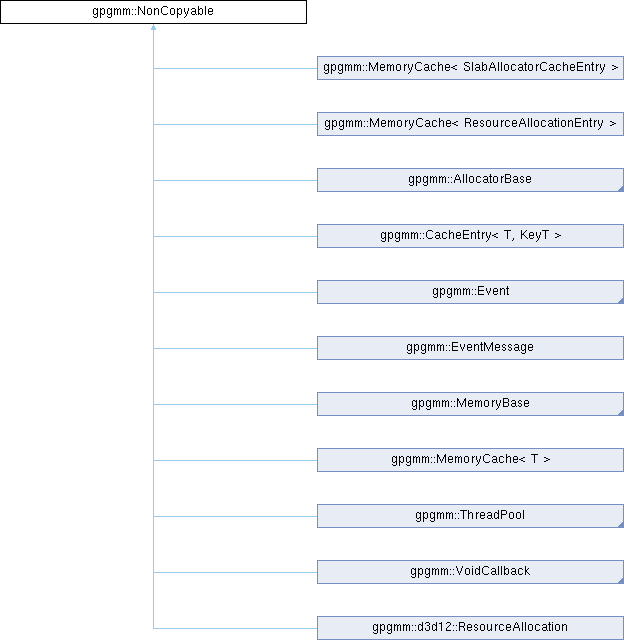 gpgmm::NonCopyable
gpgmm::MemoryCache< SlabAllocatorCacheEntry >
gpgmm::MemoryCache< ResourceAllocationEntry >
gpgmm::AllocatorBase
gpgmm::CacheEntry< T, KeyT >
gpgmm::Event
gpgmm::EventMessage
gpgmm::MemoryBase
gpgmm::MemoryCache< T >
gpgmm::ThreadPool
gpgmm::VoidCallback
gpgmm::d3d12::ResourceAllocation